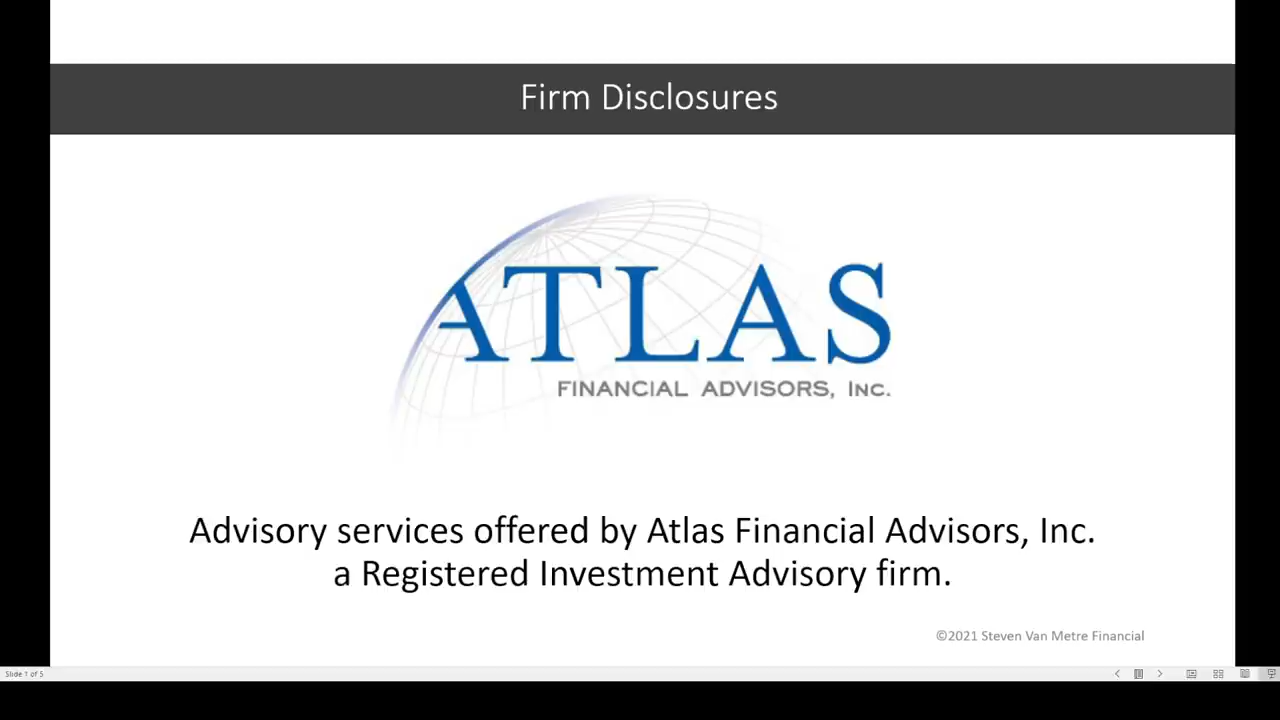 Firm Disclosures
ATLAS
FINANCIAL ADVISORS, INC.
Advisory services offered by Atlas Financial Advisors, Inc.
a Registered Investment Advisory firm.
©2021 Steven Van Metre Financial
Slide 1 of 5